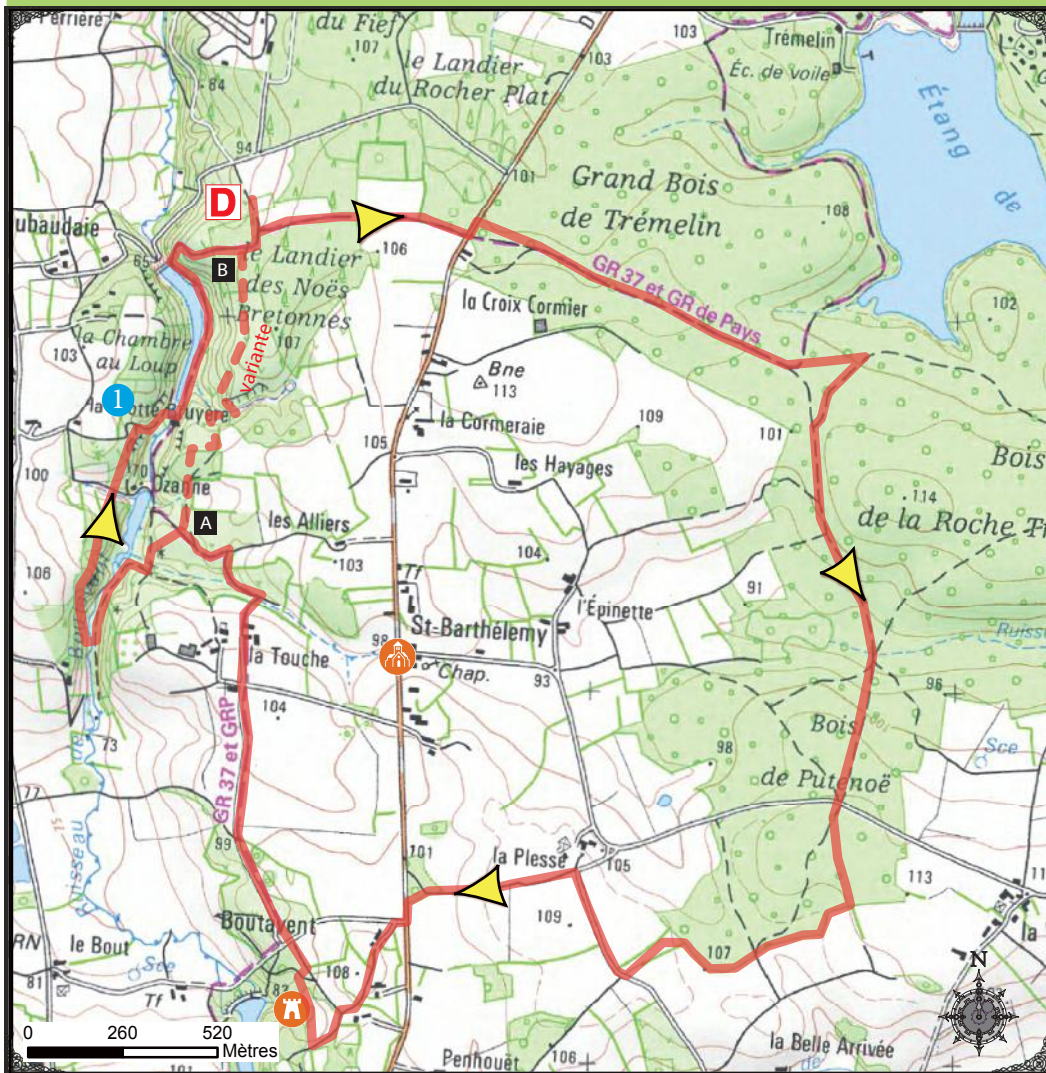 Perrière
du Fief
107
le Landier
du Rocher Plat
103
103
Trémelin
Éc. de voile
84
94
101
Étang
de
Grand Bois
de Trémelin
108
D
ubaudaie
65
B
le Landier
des Noës
Bretonnes
107
106
GR 37 et GR de Pays
la Croix Cormier
102
la Chambre
au Loup
103
variante
Bne
113
1
la Cormeraie
109
101
105
les Hayages
Bois
100
70
114
de la Roche
A
les Alliers
103
104
106
Tf
91
St-Barthélemy
l'Épinette
98
la Touche
Chap.
93
Ruiss
96
104
GR 37 et GRP
73
98
Bois
de Putenoë
Sce
77
Ruisseau
de
99
101
la Plesse
105
113
109
Boutavent
107
RN
le Bout
81
Sce
Tf
108
82
N
0 260 520
Mètres
Penhouët
106
la Belle Arrivée
101